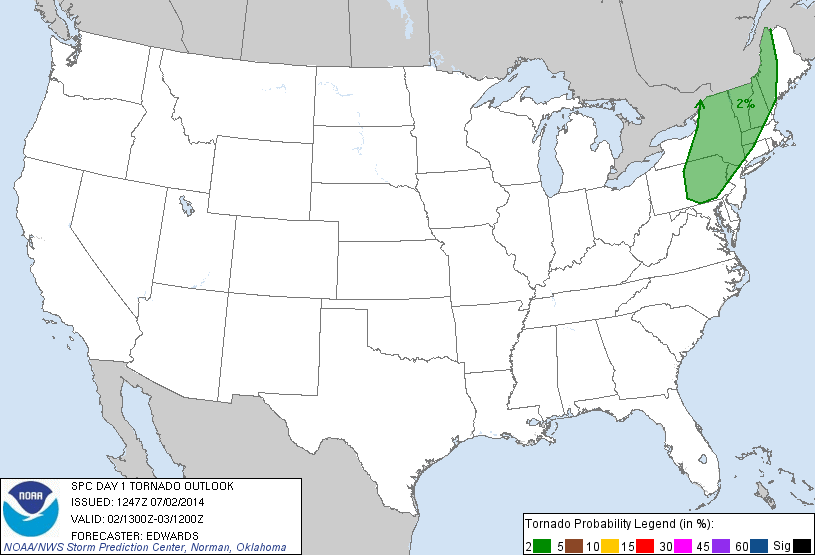 2%
NOAA
SPC DAY 1 TORNADO OUTLOOK
ISSUED: 1247Z 07/02/2014
VALID: 02/1300Z-03/1200Z
FORECASTER: EDWARDS
NOAA/NWS Storm Prediction Center, Norman, Oklahoma
Tornado Probability Legend (in %):
2 5 10 15 30 45 60 Sig